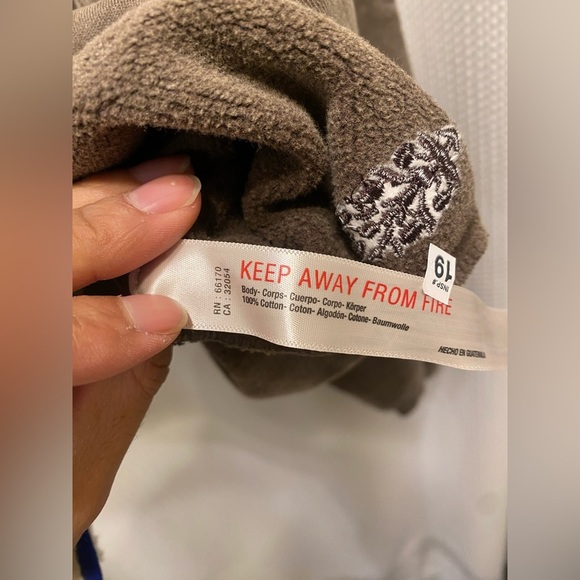 RN : 66170
CA : 32054
KEEP AWAY FROM FIRE
Body- Corps- Cuerpo- Corpo- Körper
100% Cotton- Coton- Algodón- Cotone- Baumwolle
INSP.#
19
HECHO EN GUATEMALA